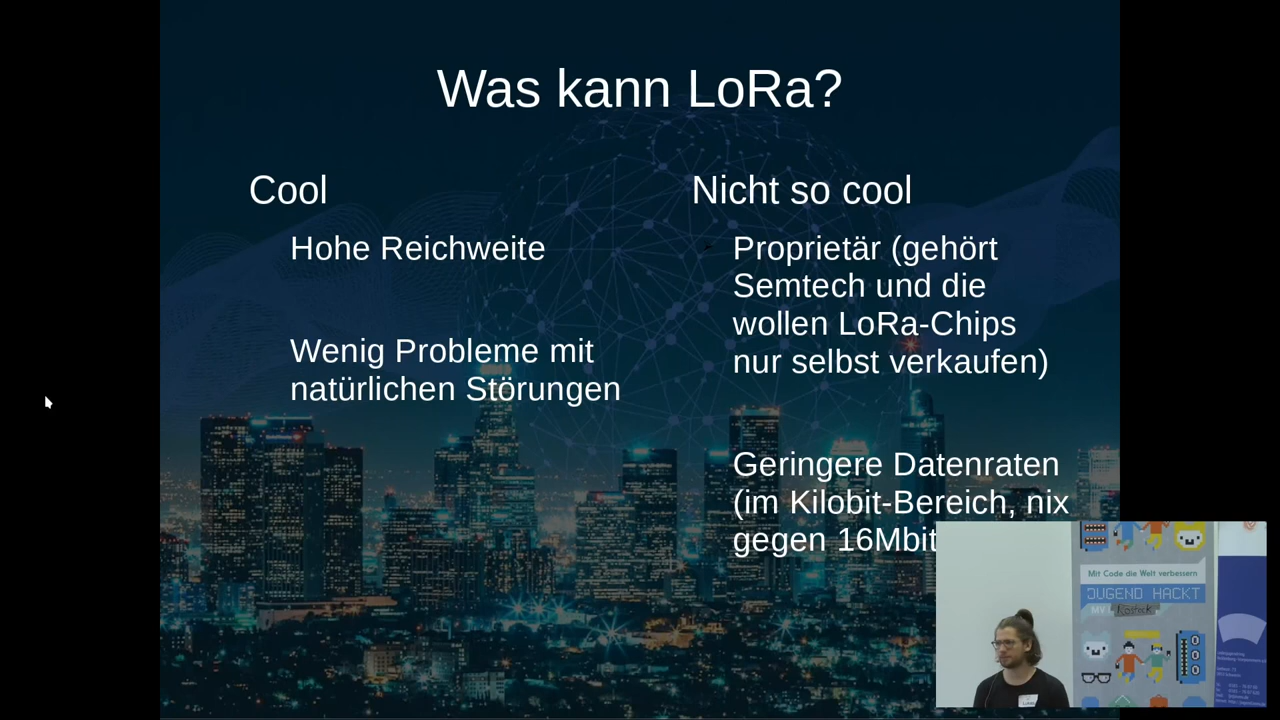 Was kann LoRa?
Cool
Hohe Reichweite
Wenig Probleme mit
natürlichen Störungen
Nicht so cool
Proprietär (gehört
Semtech und die
wollen LoRa-Chips
nur selbst verkaufen)
Geringere Datenraten
(im Kilobit-Bereich, nix
gegen 16Mbit
Mit Code die Welt verbessern
JUGEND HACKT
MV Rostock